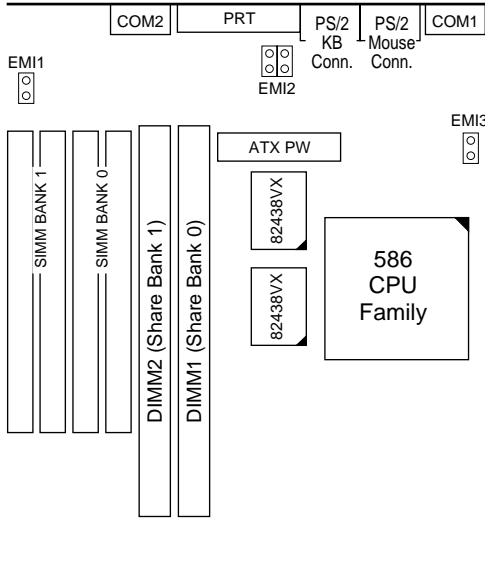 COM2
PRT
PS/2
KB
Conn.
PS/2
Mouse
Conn.
COM1
EMI1
EMI2
EMI3
ATX PW
SIMM BANK 1
SIMM BANK 0
DIMM2 (Share Bank 1)
DIMM1 (Share Bank 0)
82438VX
82438VX
586
CPU
Family